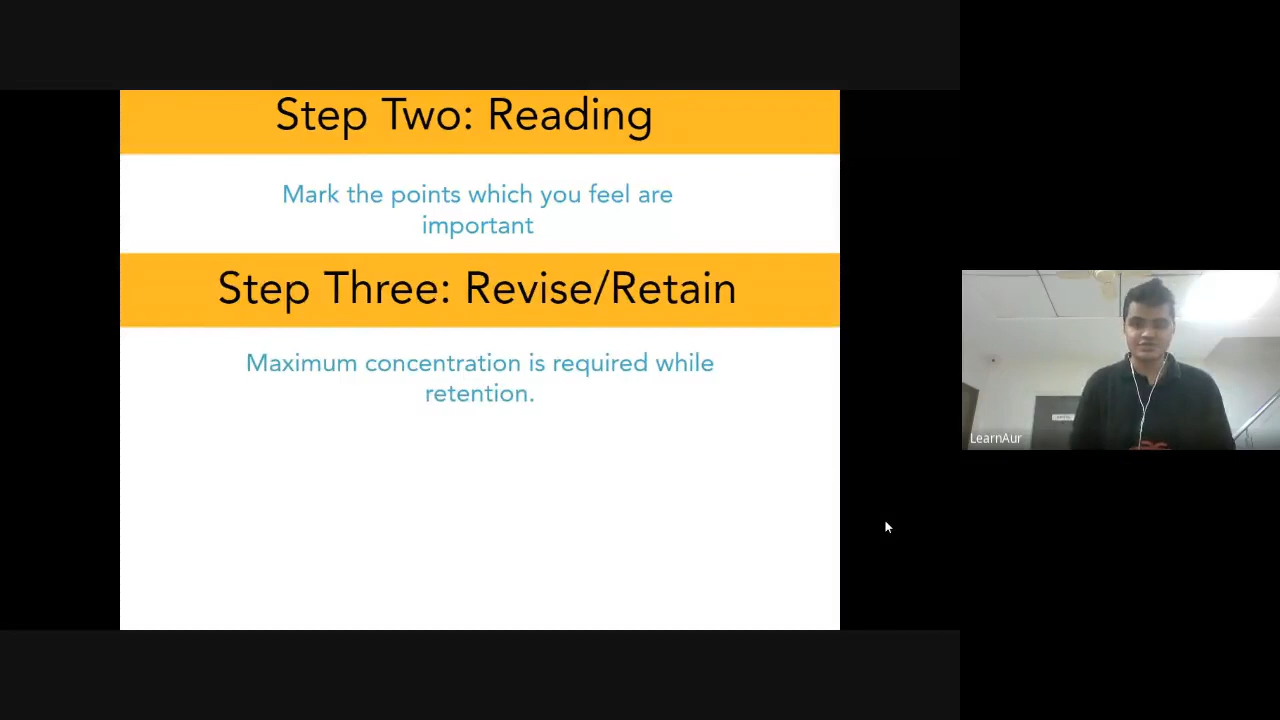 Step Two: Reading
Mark the points which you feel are
important
Step Three: Revise/Retain
Maximum concentration is required while
retention.
LearnAur